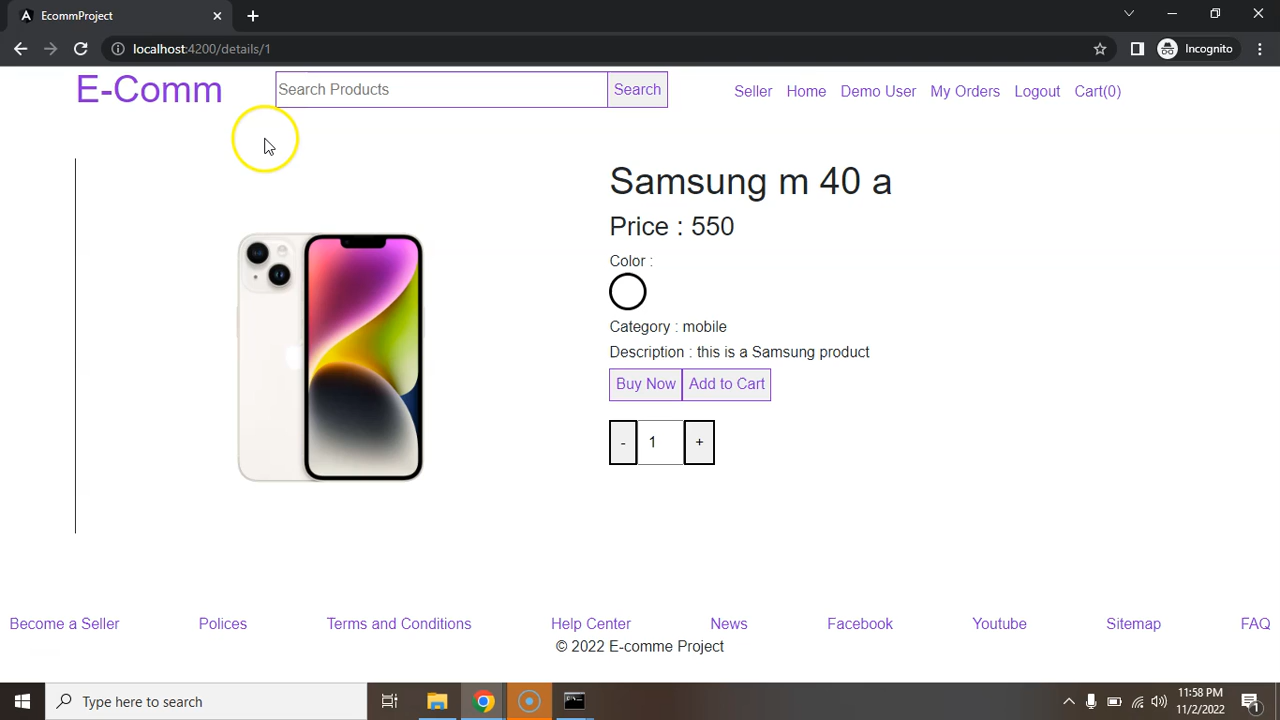 EcommProject
localhost:4200/details/1
Incognito
E-Comm
Search Products
Search
Seller Home Demo User My Orders Logout Cart(0)
Samsung m 40 a
Price : 550
Color :
Category : mobile
Description : this is a Samsung product
Buy Now Add to Cart
- 1 +
Become a Seller Polices Terms and Conditions Help Center News Facebook Youtube Sitemap FAQ
© 2022 E-comme Project
Type here to search
11:58 PM
11/2/2022
1